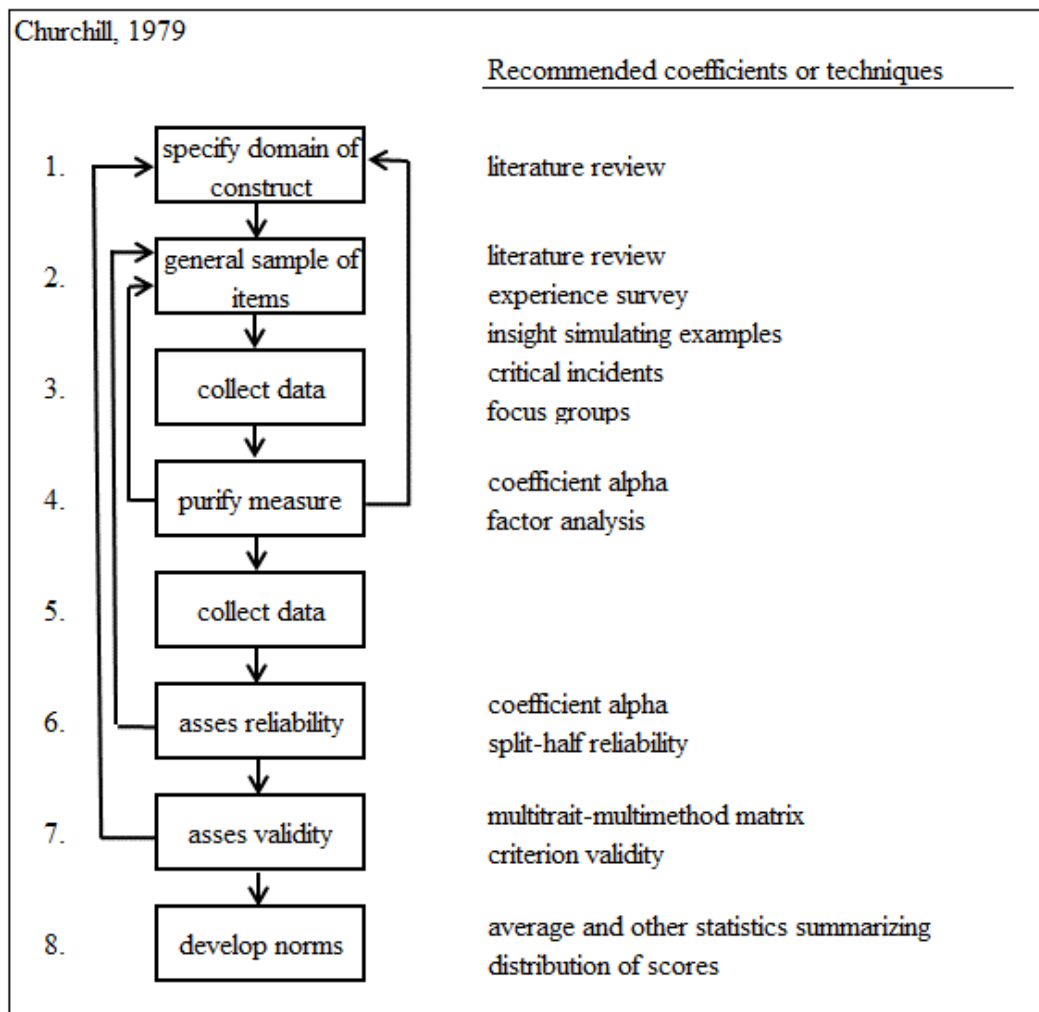 Churchill, 1979
Recommended coefficients or techniques
1.
specify domain of
construct
literature review
2.
general sample of
items
literature review
experience survey
insight simulating examples
critical incidents
focus groups
3.
collect data
4.
purify measure
coefficient alpha
factor analysis
5.
collect data
6.
asses reliability
coefficient alpha
split-half reliability
7.
asses validity
multitrait-multimethod matrix
criterion validity
8.
develop norms
average and other statistics summarizing
distribution of scores